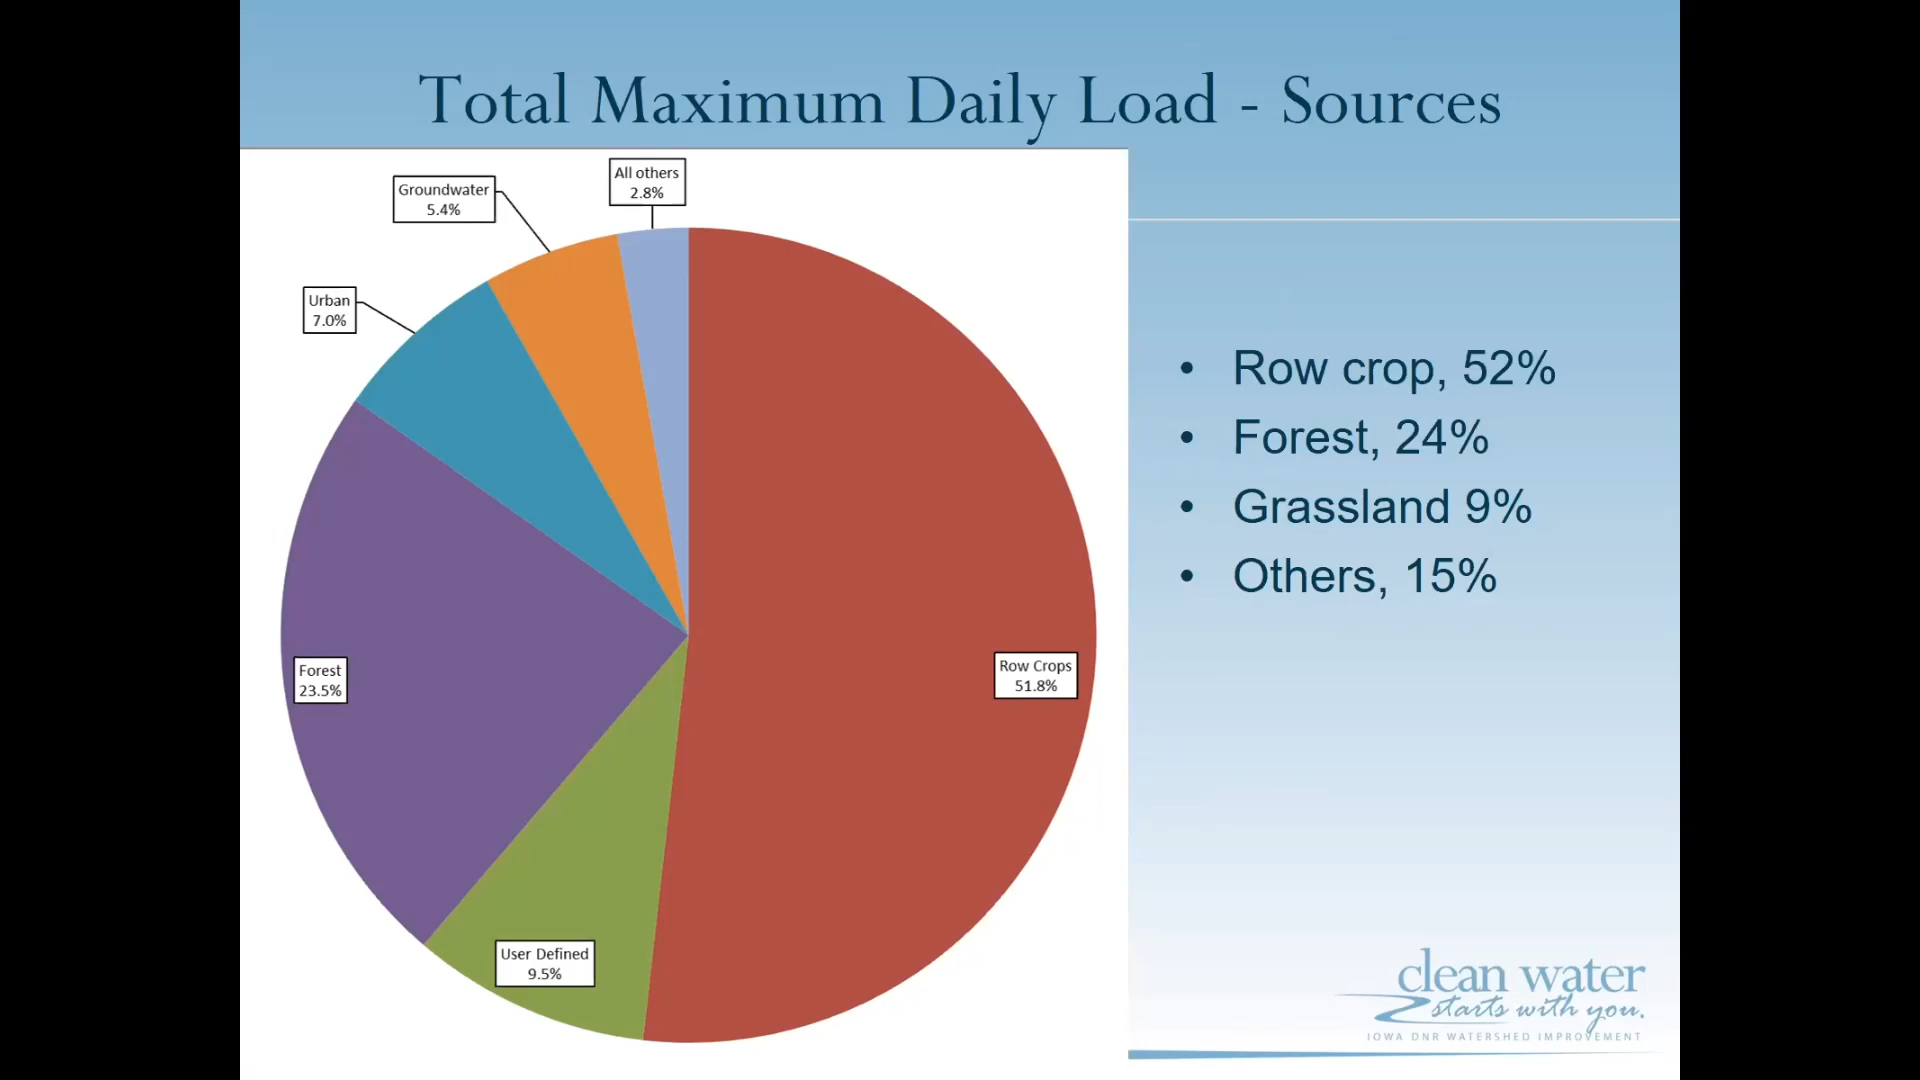 Total Maximum Daily Load - Sources
All others
2.8%
Groundwater
5.4%
Urban
7.0%
Forest
23.5%
Row Crops
51.8%
User Defined
9.5%
• Row crop, 52%
• Forest, 24%
• Grassland 9%
• Others, 15%
clean water
starts with you.
IOWA DNR WATERSHED IMPROVEMENT